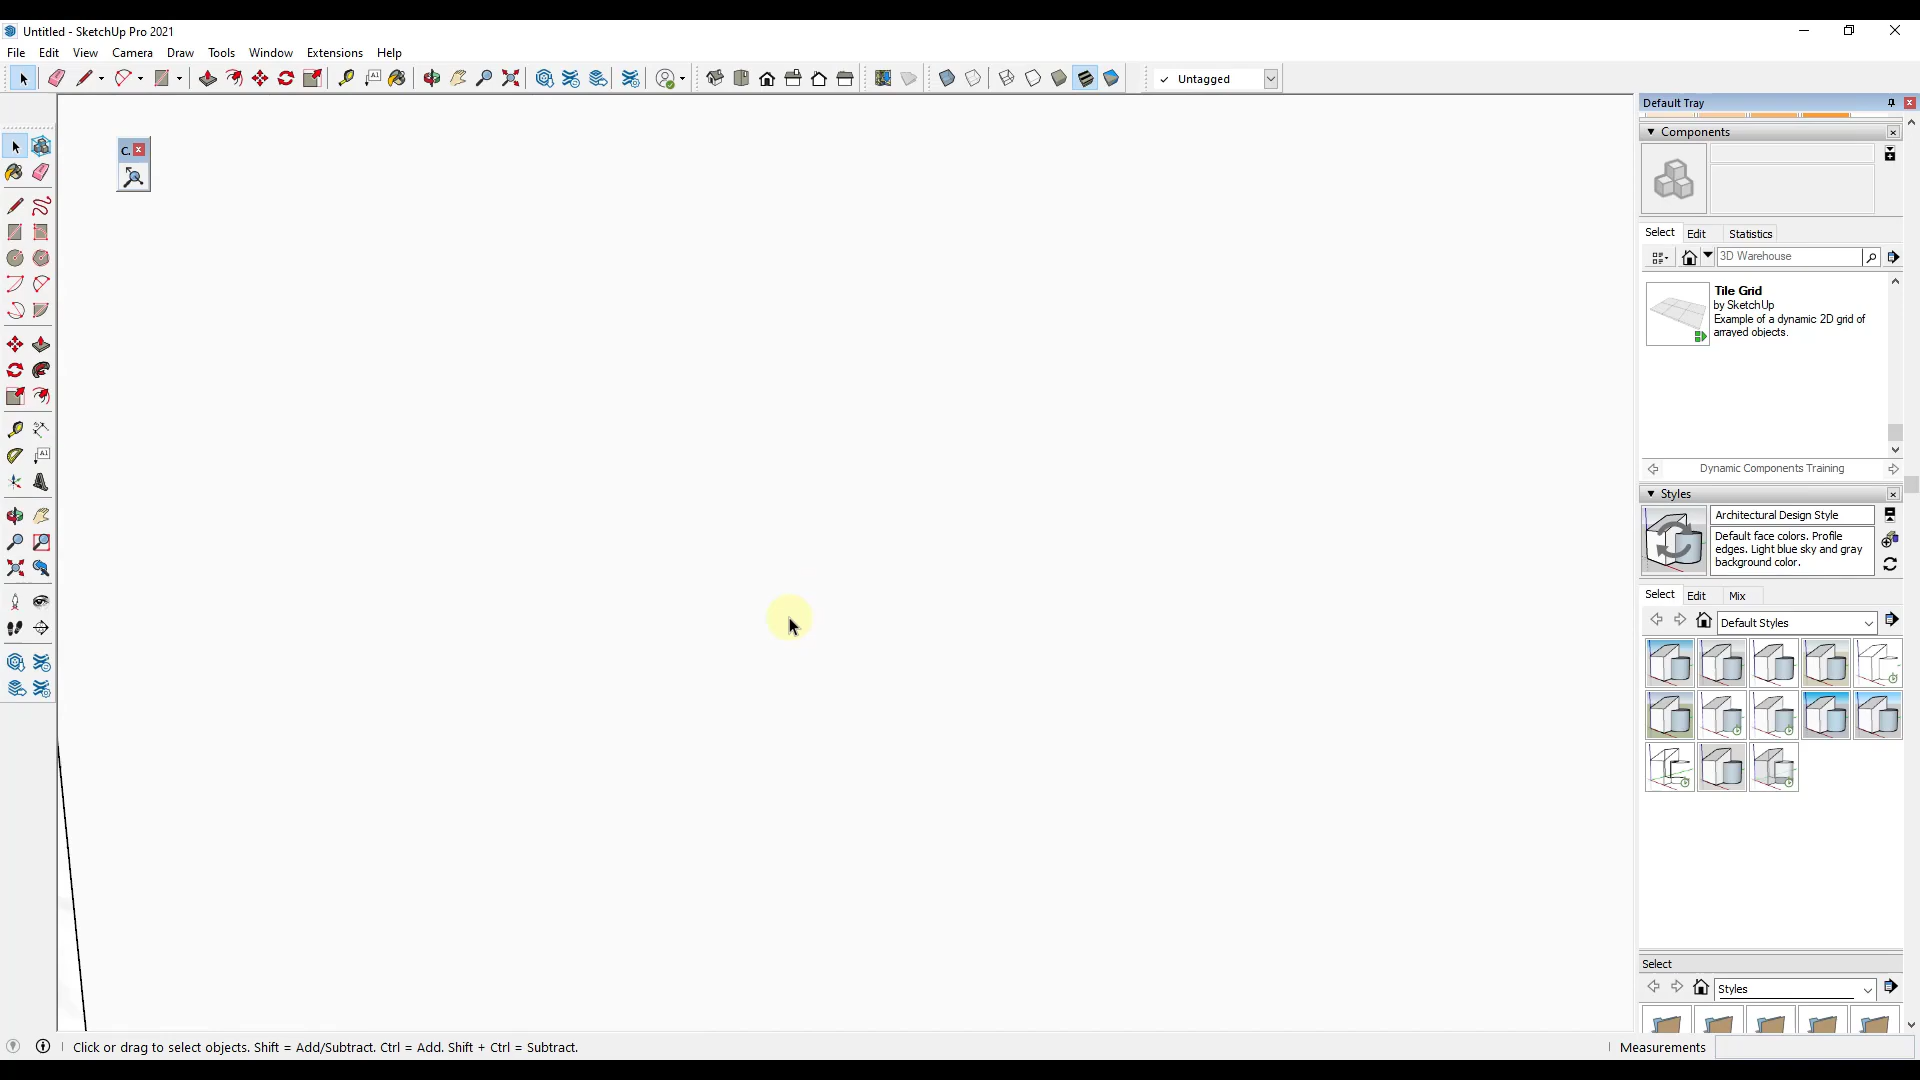 Untitled - SketchUp Pro 2021
File Edit View Camera Draw Tools Window Extensions Help
A1
Untagged
Default Tray
C.
Components
Select Edit Statistics
3D Warehouse
Tile Grid
by SketchUp
Example of a dynamic 2D grid of
arrayed objects.
A1
Dynamic Components Training
Styles
Architectural Design Style
Default face colors. Profile
edges. Light blue sky and gray
background color.
Select Edit Mix
Default Styles
Select
Styles
Click or drag to select objects. Shift = Add/Subtract. Ctrl = Add. Shift + Ctrl = Subtract.
Measurements